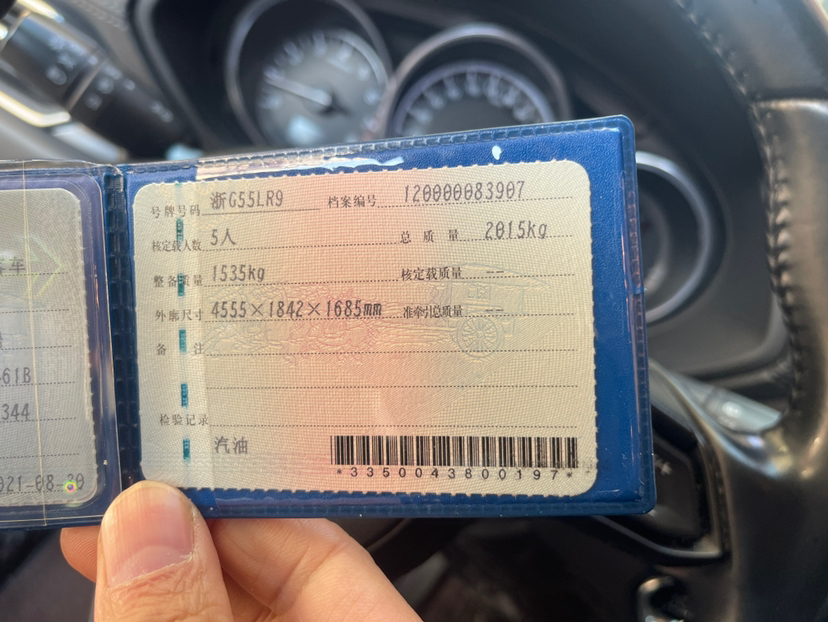 号牌号码 浙G55LR9 档案编号 120000083907
核定载人数 5人 总质量 2015kg
整备质量 1535kg 核定载质量 --
外廓尺寸 4555×1842×1685mm 准牵引总质量 --
备注
检验记录
汽油
*3350043800197*
61B
344
021-08-30